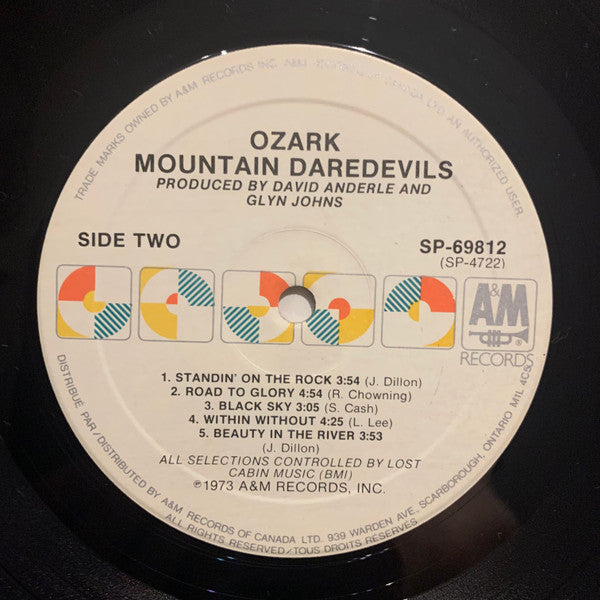 TRADE MARKS OWNED BY A&M RECORDS INC. A&M RECORDS OF CANADA LTD. AN AUTHORIZED USER.
OZARK
MOUNTAIN DAREDEVILS
PRODUCED BY DAVID ANDERLE AND
GLYN JOHNS
SIDE TWO
SP-69812
(SP-4722)
A&M
®
RECORDS
1. STANDIN' ON THE ROCK 3:54 (J. Dillon)
2. ROAD TO GLORY 4:54 (R. Chowning)
3. BLACK SKY 3:05 (S. Cash)
4. WITHIN WITHOUT 4:25 (L. Lee)
5. BEAUTY IN THE RIVER 3:53
(J. Dillon)
ALL SELECTIONS CONTROLLED BY LOST
CABIN MUSIC (BMI)
℗1973 A&M RECORDS, INC.
DISTRIBUÉ PAR/DISTRIBUTED BY A&M RECORDS OF CANADA LTD. 939 WARDEN AVE., SCARBOROUGH, ONTARIO M1L 4C5
ALL RIGHTS RESERVED/TOUS DROITS RESERVÉS